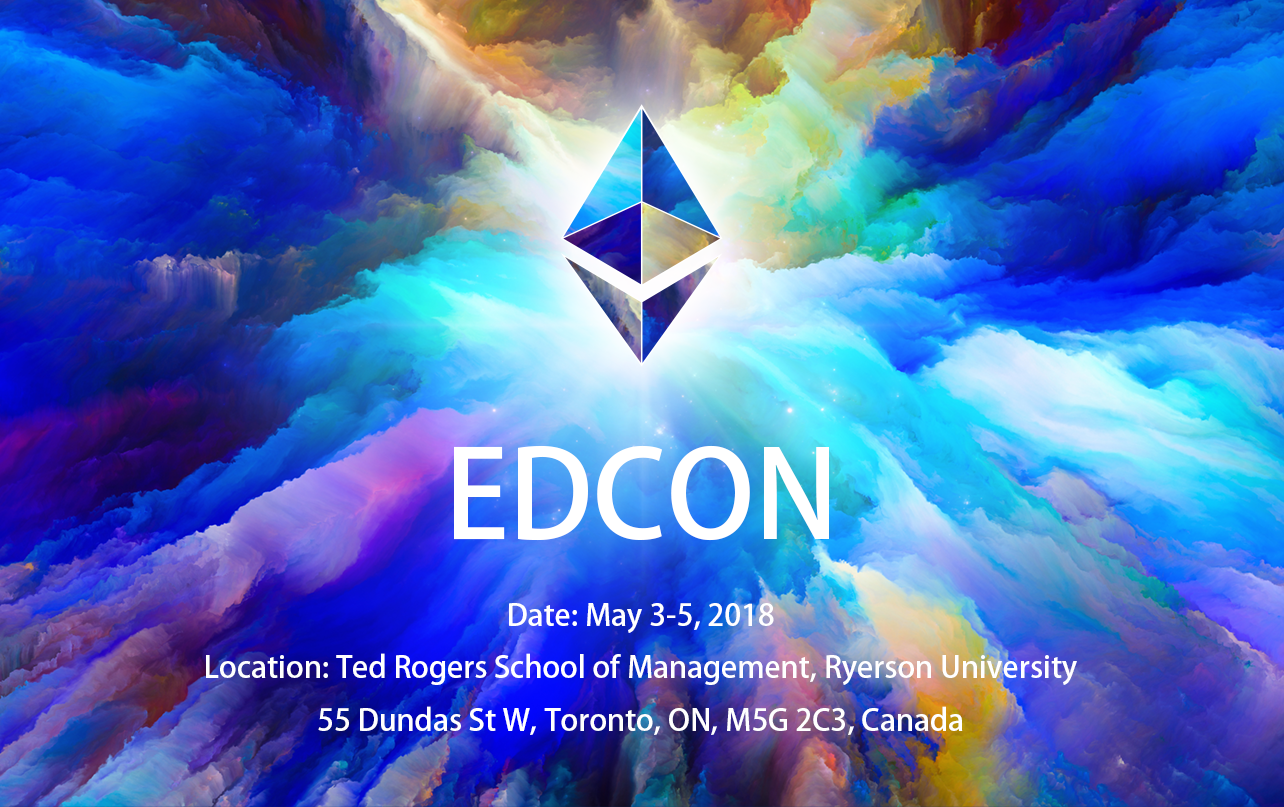 EDCON
Date: May 3-5, 2018
Location: Ted Rogers School of Management, Ryerson University
55 Dundas St W, Toronto, ON, M5G 2C3, Canada